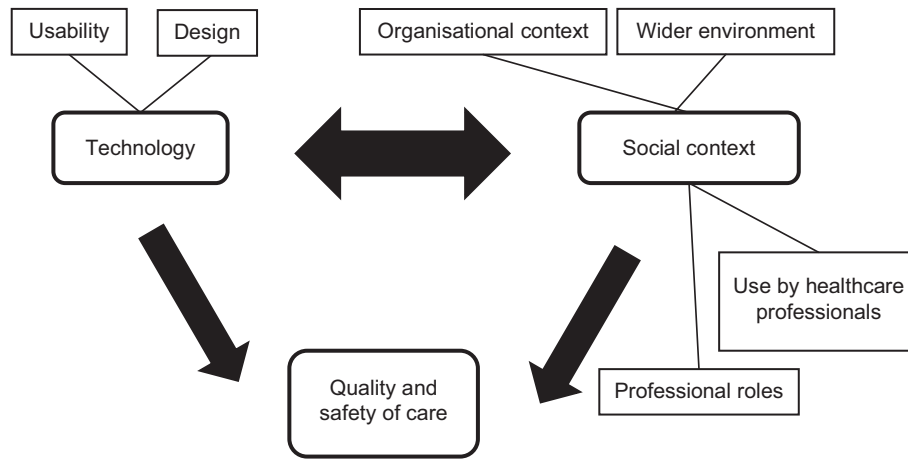 Usability
Design
Organisational context
Wider environment
Technology
Social context
Use by healthcare
professionals
Quality and
safety of care
Professional roles